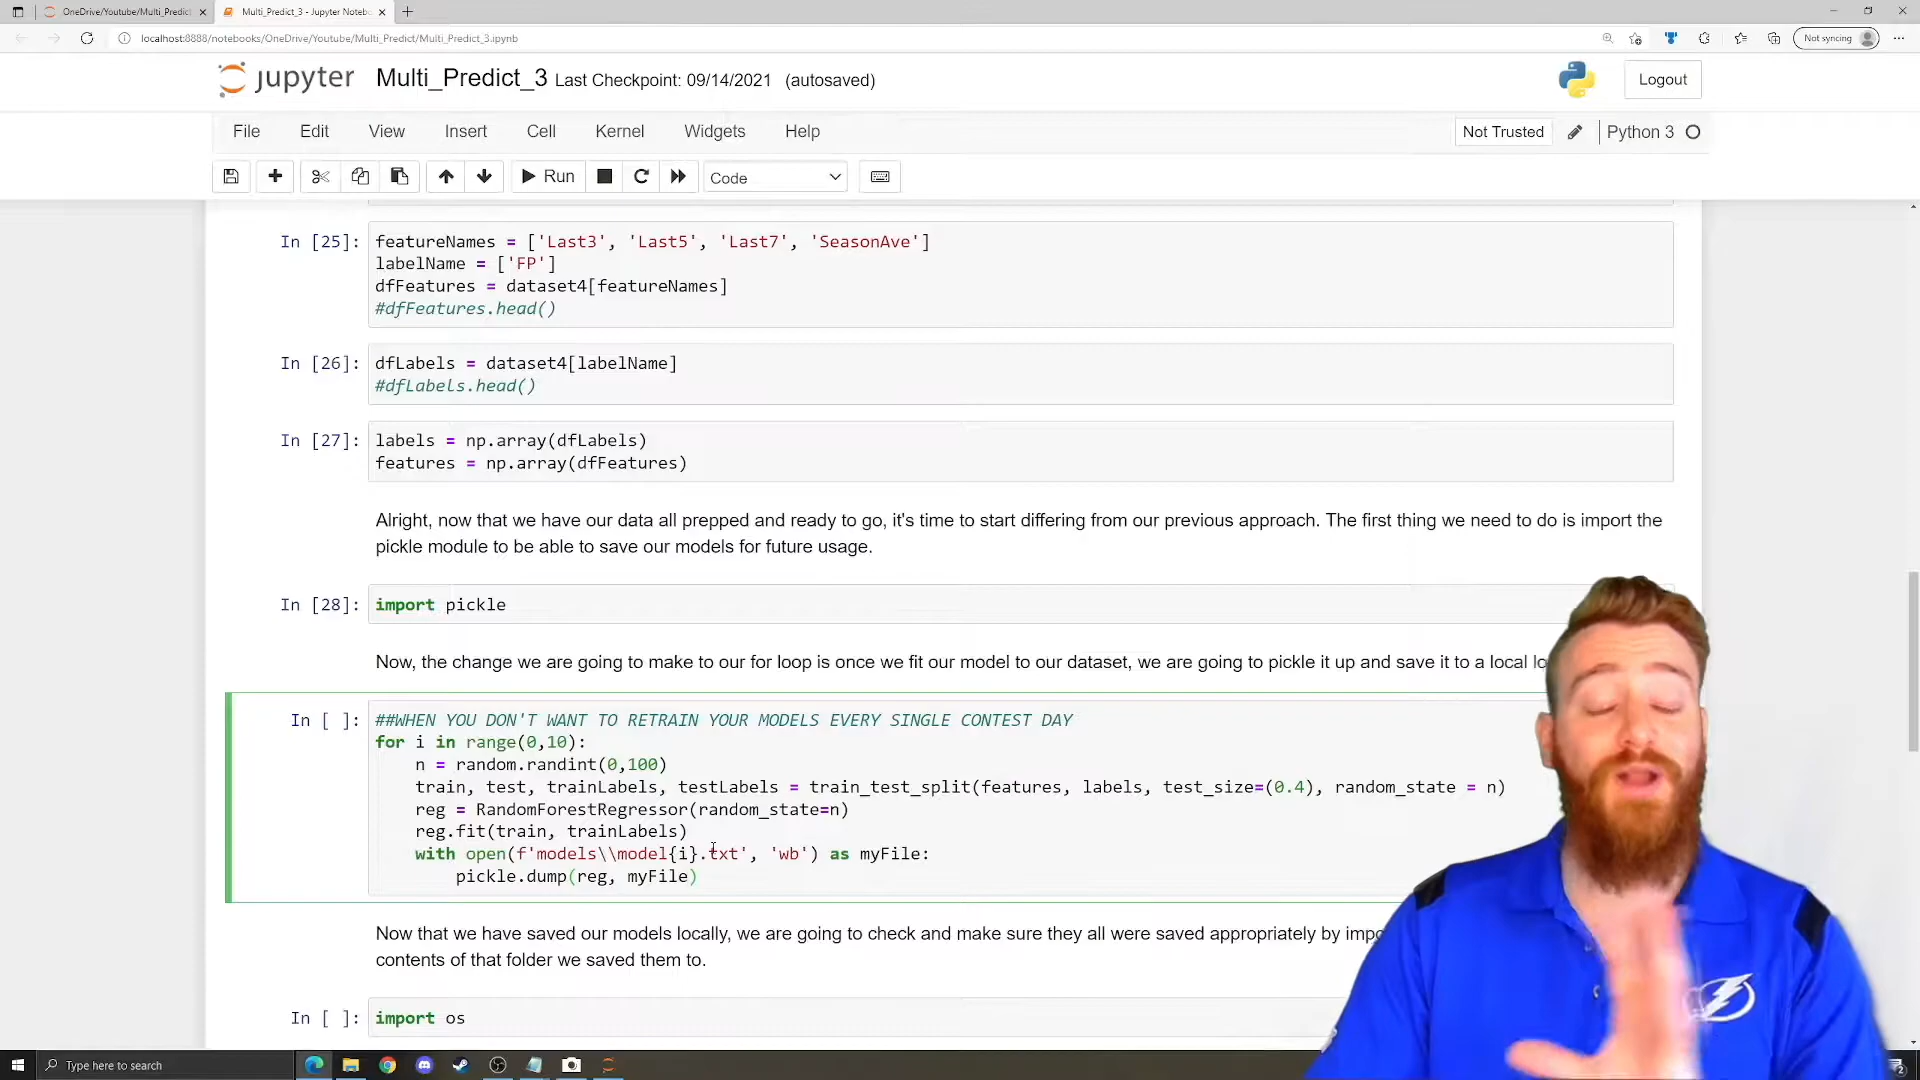 OneDrive/Youtube/Multi_Predict
Multi_Predict_3 - Jupyter Notebo
localhost:8888/notebooks/OneDrive/Youtube/Multi_Predict/Multi_Predict_3.ipynb
Not syncing
jupyter Multi_Predict_3 Last Checkpoint: 09/14/2021 (autosaved)
Logout
File Edit View Insert Cell Kernel Widgets Help
Not Trusted Python 3
Run Code
In [25]: featureNames = ['Last3', 'Last5', 'Last7', 'SeasonAve']
labelName = ['FP']
dfFeatures = dataset4[featureNames]
#dfFeatures.head()
In [26]: dfLabels = dataset4[labelName]
#dfLabels.head()
In [27]: labels = np.array(dfLabels)
features = np.array(dfFeatures)
Alright, now that we have our data all prepped and ready to go, it's time to start differing from our previous approach. The first thing we need to do is import the
pickle module to be able to save our models for future usage.
In [28]: import pickle
Now, the change we are going to make to our for loop is once we fit our model to our dataset, we are going to pickle it up and save it to a local
In [ ]: ##WHEN YOU DON'T WANT TO RETRAIN YOUR MODELS EVERY SINGLE CONTEST DAY
for i in range(0,10):
n = random.randint(0,100)
train, test, trainLabels, testLabels = train_test_split(features, labels, test_size=(0.4), random_state = n)
reg = RandomForestRegressor(random_state=n)
reg.fit(train, trainLabels)
with open(f'models\\model{i}.txt', 'wb') as myFile:
pickle.dump(reg, myFile)
Now that we have saved our models locally, we are going to check and make sure they all were saved appropriately by
contents of that folder we saved them to.
In [ ]: import os
Type here to search
2